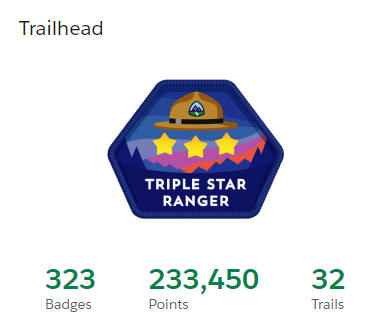 Trailhead
TRIPLE STAR
RANGER
323 233,450 32
Badges Points Trails